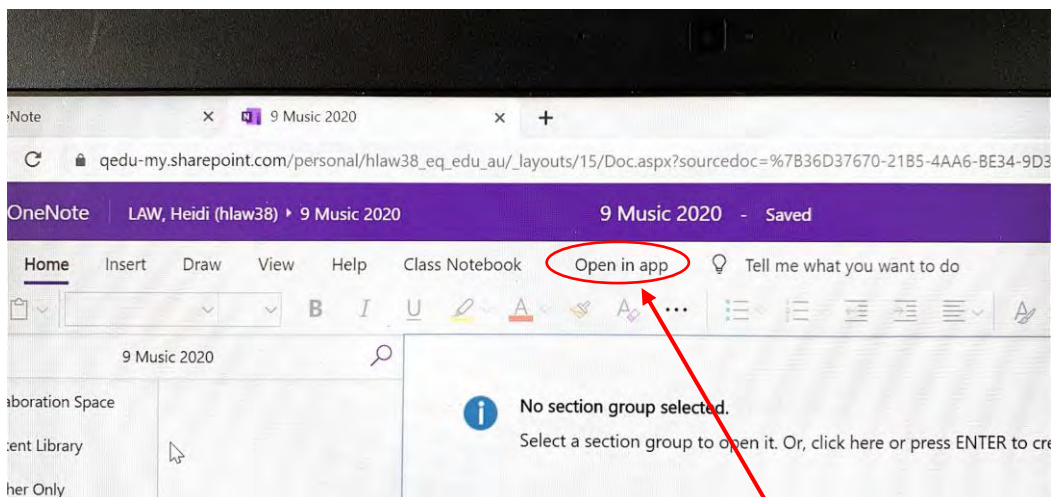 eNote × 9 Music 2020 × +
qedu-my.sharepoint.com/personal/hlaw38_eq_edu_au/_layouts/15/Doc.aspx?sourcedoc=%7B36D37670-21B5-4AA6-BE34-9D3
OneNote LAW, Heidi (hlaw38) ▸ 9 Music 2020 9 Music 2020 - Saved
Home Insert Draw View Help Class Notebook Open in app Tell me what you want to do
B I U A A ...
9 Music 2020
aboration Space
No section group selected.
tent Library
Select a section group to open it. Or, click here or press ENTER to cre
her Only